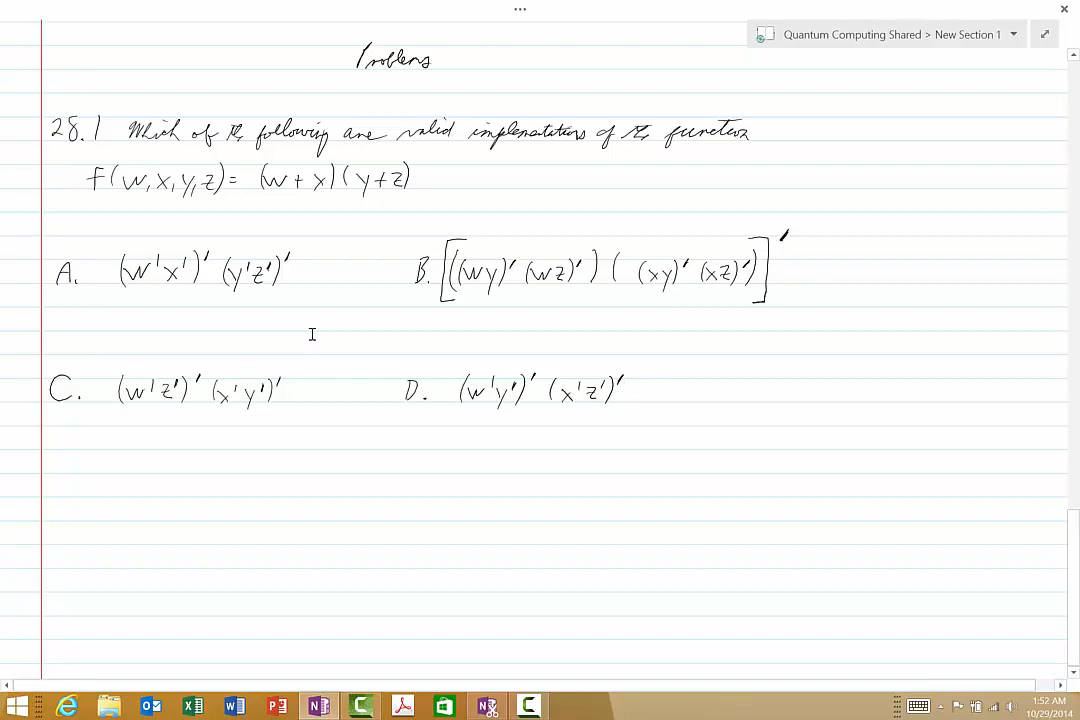 Quantum Computing Shared > New Section 1
Problems
28.1 Which of the following are valid implementations of the function
f(w,x,y,z)= (w+x)(y+z)
A. (w'x')'(y'z')' B. [((wy)'(wz)')((xy)'(xz)')]'
C. (w'z')'(x'y')' D. (w'y')'(x'z')'
1:52 AM
10/29/2014